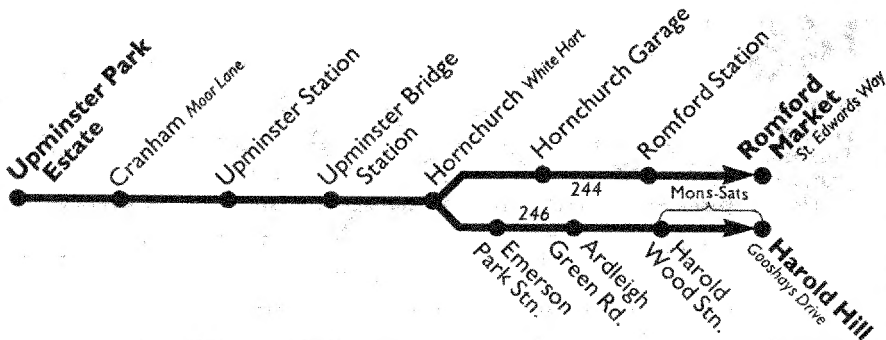 Upminster Park
Estate
Cranham Moor Lane
Upminster Station
Upminster Bridge
Station
Hornchurch White Hart
Hornchurch Garage
Romford Station
Romford
Market
St. Edwards Way
244
Mons-Sats
246
Emerson
Park Stn.
Ardleigh
Green Rd.
Harold
Wood Stn.
Harold Hill
Gooshays Drive